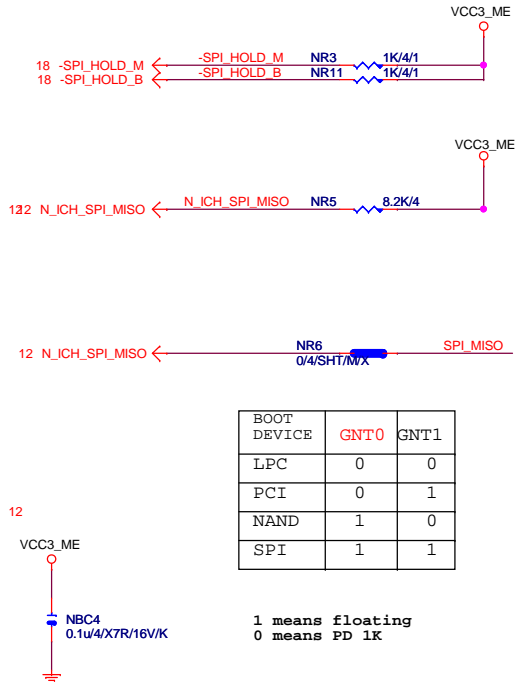 VCC3_ME
18 -SPI_HOLD_M -SPI_HOLD_M NR3 1K/4/1
18 -SPI_HOLD_B -SPI_HOLD_B NR11 1K/4/1
VCC3_ME
N_ICH_SPI_MISO N_ICH_SPI_MISO NR5 8.2K/4
12 N_ICH_SPI_MISO NR6 SPI_MISO
0/4/SHT/M/X
BOOT DEVICE GNT0 GNT1
LPC 0 0
PCI 0 1
NAND 1 0
SPI 1 1
12
VCC3_ME
NBC4
0.1u/4/X7R/16V/K
1 means floating
0 means PD 1K